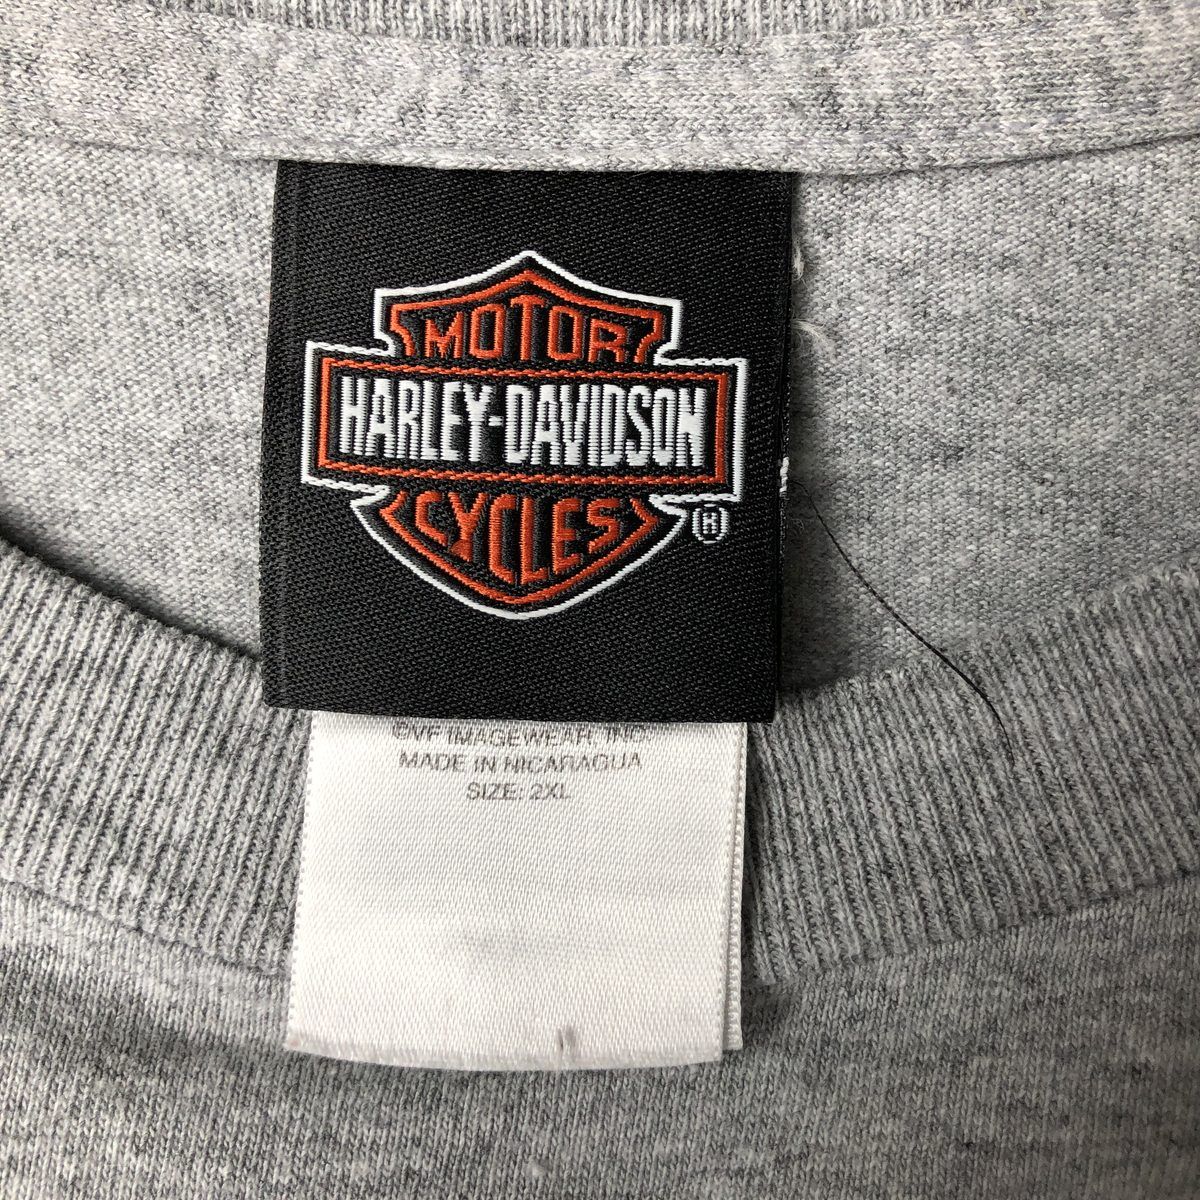 MOTOR
HARLEY-DAVIDSON
CYCLES
®
©VF IMAGEWEAR, INC
MADE IN NICARAGUA
SIZE: 2XL